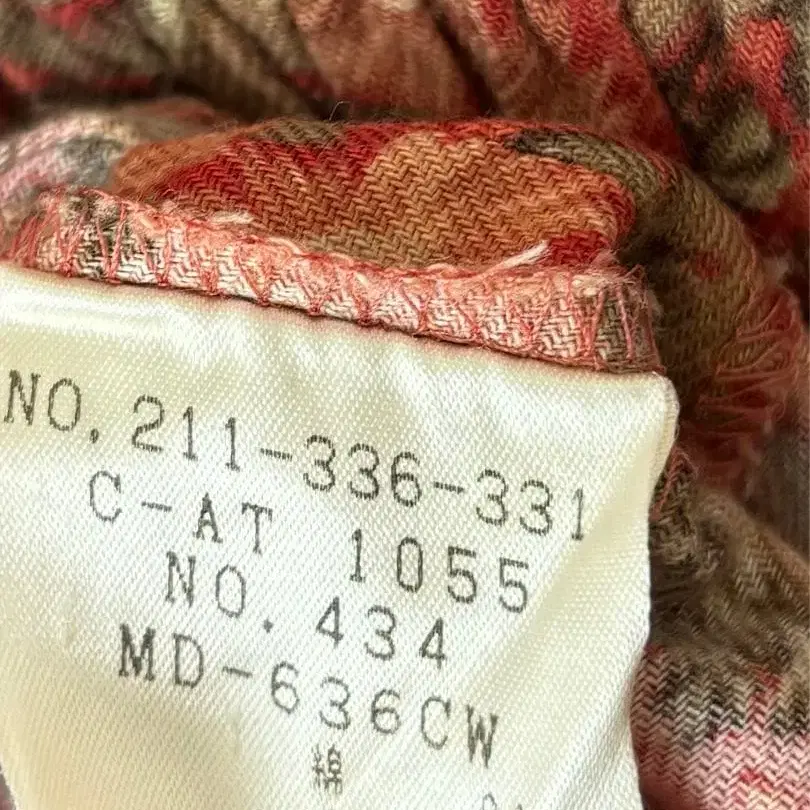 NO. 211-336-331
C-AT 1055
NO. 434
MD-636CW
綿